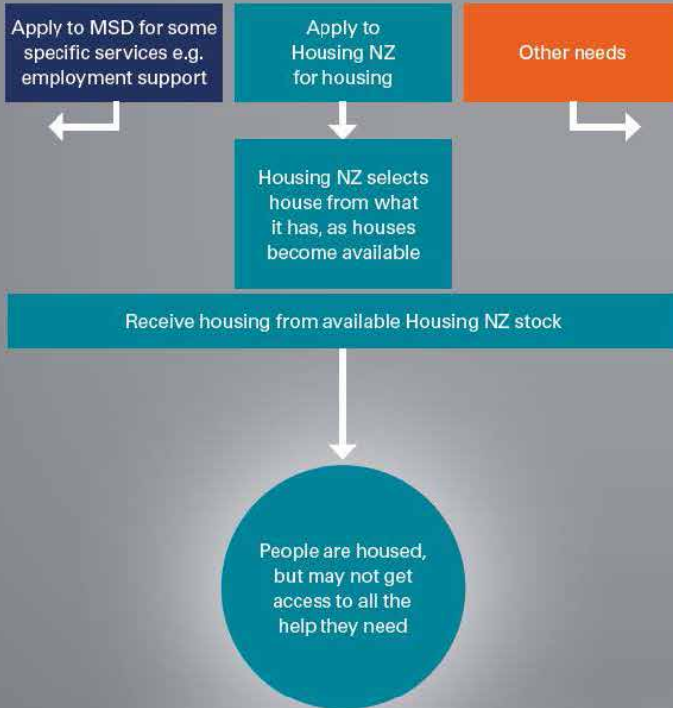 Apply to MSD for some
specific services e.g.
employment support
Apply to
Housing NZ
for housing
Other needs
Housing NZ selects
house from what
it has, as houses
become available
Receive housing from available Housing NZ stock
People are housed,
but may not get
access to all the
help they need